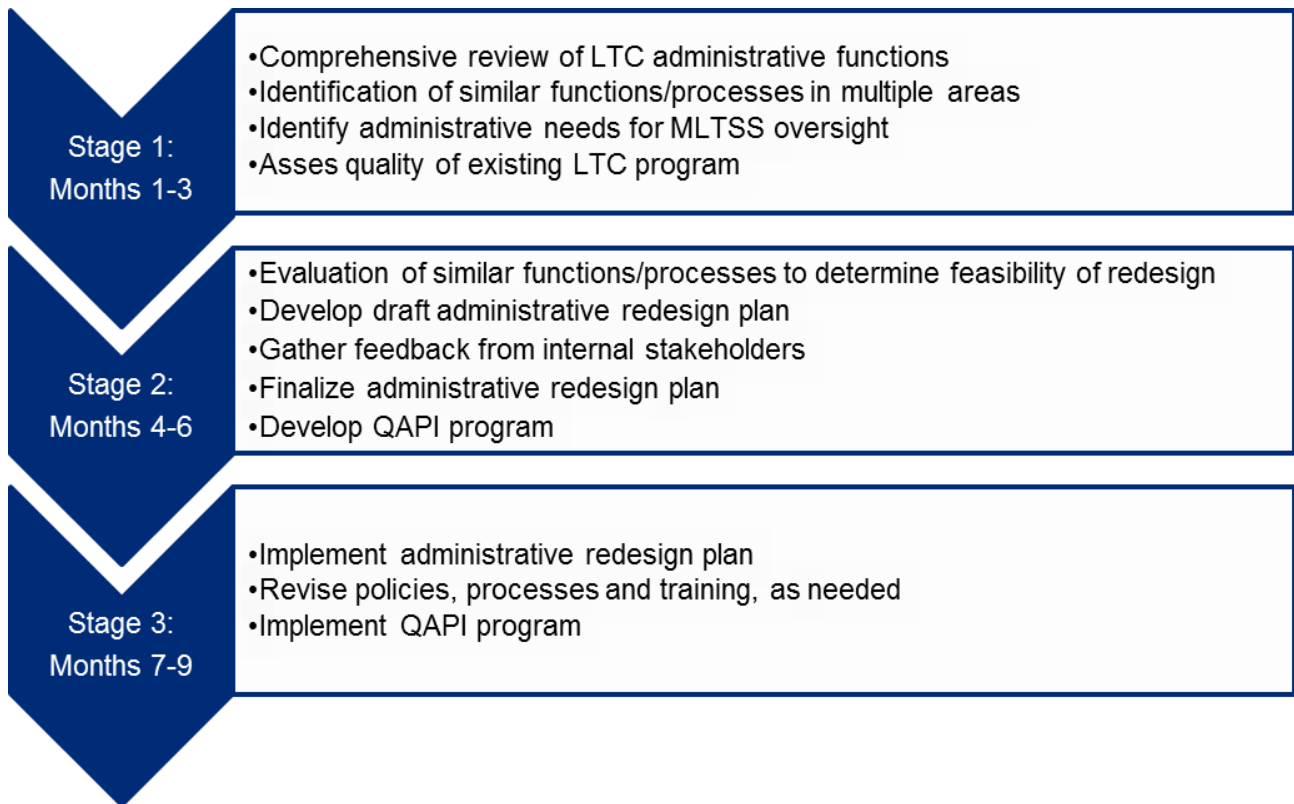 Stage 1:
Months 1-3
•Comprehensive review of LTC administrative functions
•Identification of similar functions/processes in multiple areas
•Identify administrative needs for MLTSS oversight
•Asses quality of existing LTC program
Stage 2:
Months 4-6
•Evaluation of similar functions/processes to determine feasibility of redesign
•Develop draft administrative redesign plan
•Gather feedback from internal stakeholders
•Finalize administrative redesign plan
•Develop QAPI program
Stage 3:
Months 7-9
•Implement administrative redesign plan
•Revise policies, processes and training, as needed
•Implement QAPI program